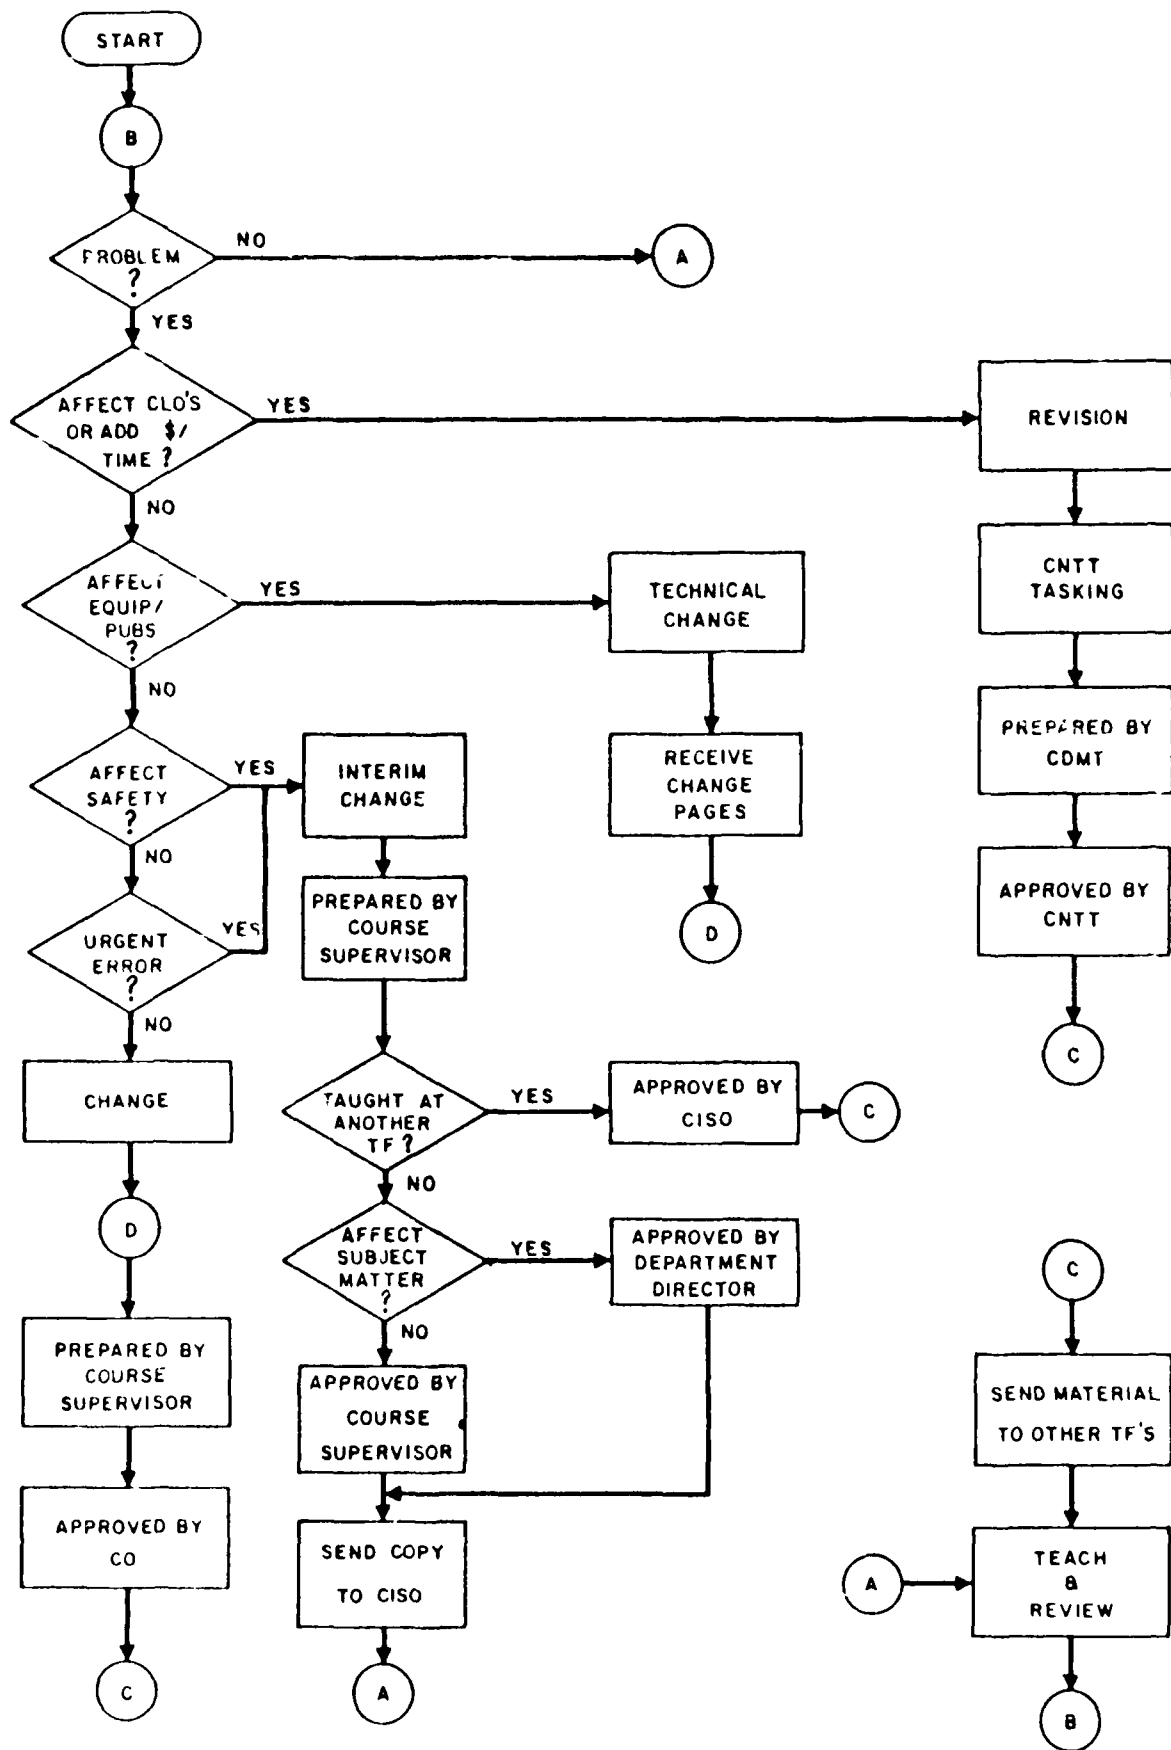 START
B
PROBLEM
?
NO
A
YES
AFFECT CLO'S
OR ADD $/
TIME ?
YES
REVISION
NO
CNTT
TASKING
AFFECT
EQUIP/
PUBS
?
YES
TECHNICAL
CHANGE
NO
PREPARED BY
CDMT
AFFECT
SAFETY
?
YES
INTERIM
CHANGE
RECEIVE
CHANGE
PAGES
NO
APPROVED BY
CNTT
URGENT
ERROR
?
YES
PREPARED BY
COURSE
SUPERVISOR
D
NO
C
CHANGE
TAUGHT AT
ANOTHER
TF ?
YES
APPROVED BY
CISO
C
NO
D
AFFECT
SUBJECT
MATTER
?
YES
APPROVED BY
DEPARTMENT
DIRECTOR
C
NO
PREPARED BY
COURSE
SUPERVISOR
APPROVED BY
COURSE
SUPERVISOR
SEND MATERIAL
TO OTHER TF'S
APPROVED BY
CO
SEND COPY
TO CISO
A
TEACH
&
REVIEW
C
A
B